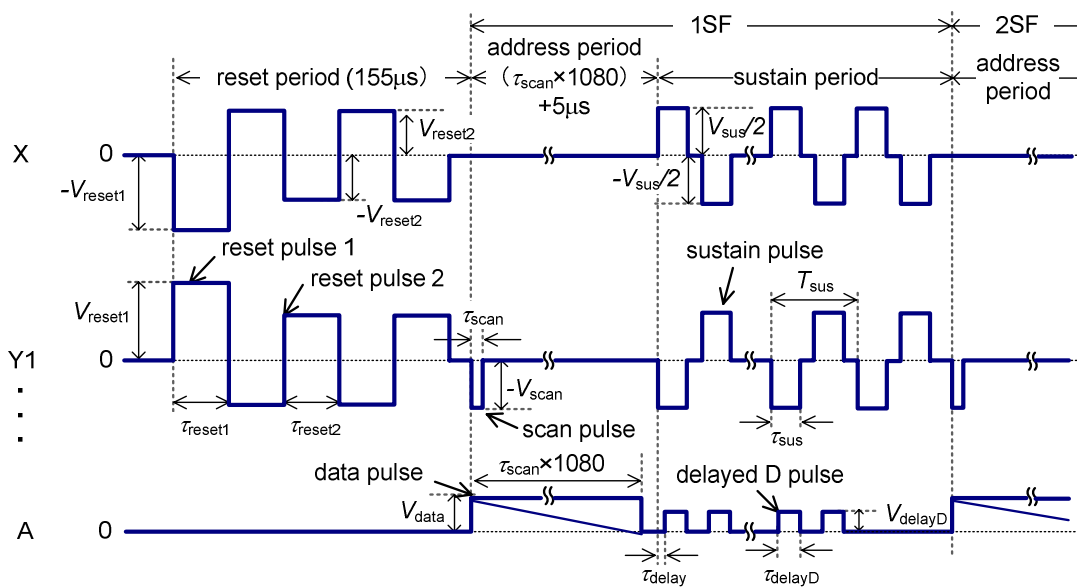 1SF
2SF
reset period (155μs)
address period
(τscan×1080)
+5μs
sustain period
address
period
X
0
-Vreset1
Vreset2
-Vreset2
Vsus/2
-Vsus/2
reset pulse 1
reset pulse 2
sustain pulse
Vreset1
τscan
Tsus
Y1
0
-Vscan
τreset1
τreset2
scan pulse
τsus
data pulse
τscan×1080
delayed D pulse
Vdata
VdelayD
A
0
τdelay
τdelayD